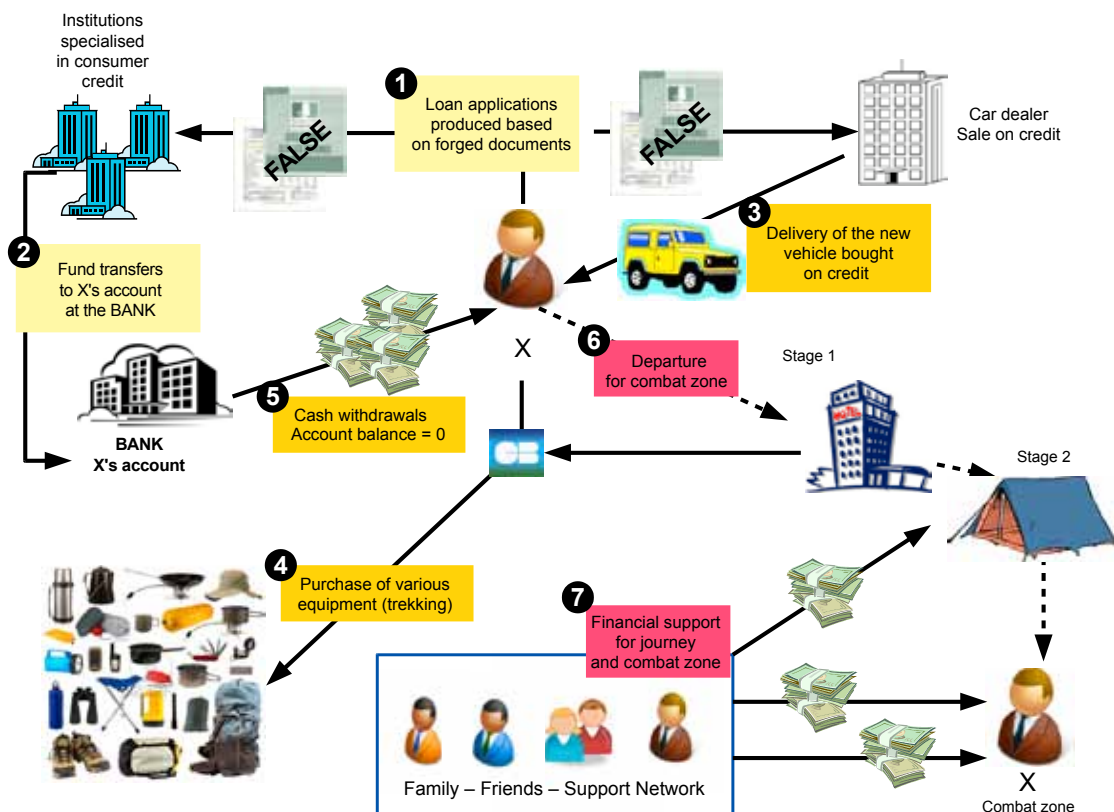 Institutions
specialised
in consumer
credit
1
Loan applications
produced based
on forged documents
FALSE
FALSE
Car dealer
Sale on credit
2
Fund transfers
to X's account
at the BANK
3
Delivery of the new
vehicle bought
on credit
X
6
Departure
for combat zone
Stage 1
HOTEL
5
Cash withdrawals
Account balance = 0
BANK
X's account
CB
Stage 2
4
Purchase of various
equipment (trekking)
7
Financial support
for journey
and combat zone
Family – Friends – Support Network
X
Combat zone